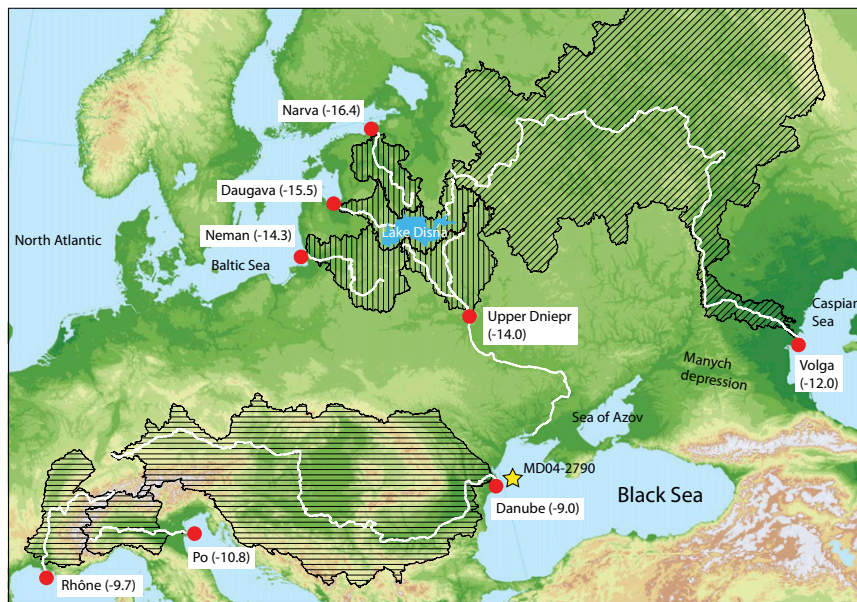 Narva (-16.4)
Daugava (-15.5)
Neman (-14.3)
Lake Disna
North Atlantic
Baltic Sea
Upper Dniepr
(-14.0)
Caspian
Sea
Volga
(-12.0)
Manych
depression
Sea of Azov
MD04-2790
Black Sea
Danube (-9.0)
Po (-10.8)
Rhône (-9.7)